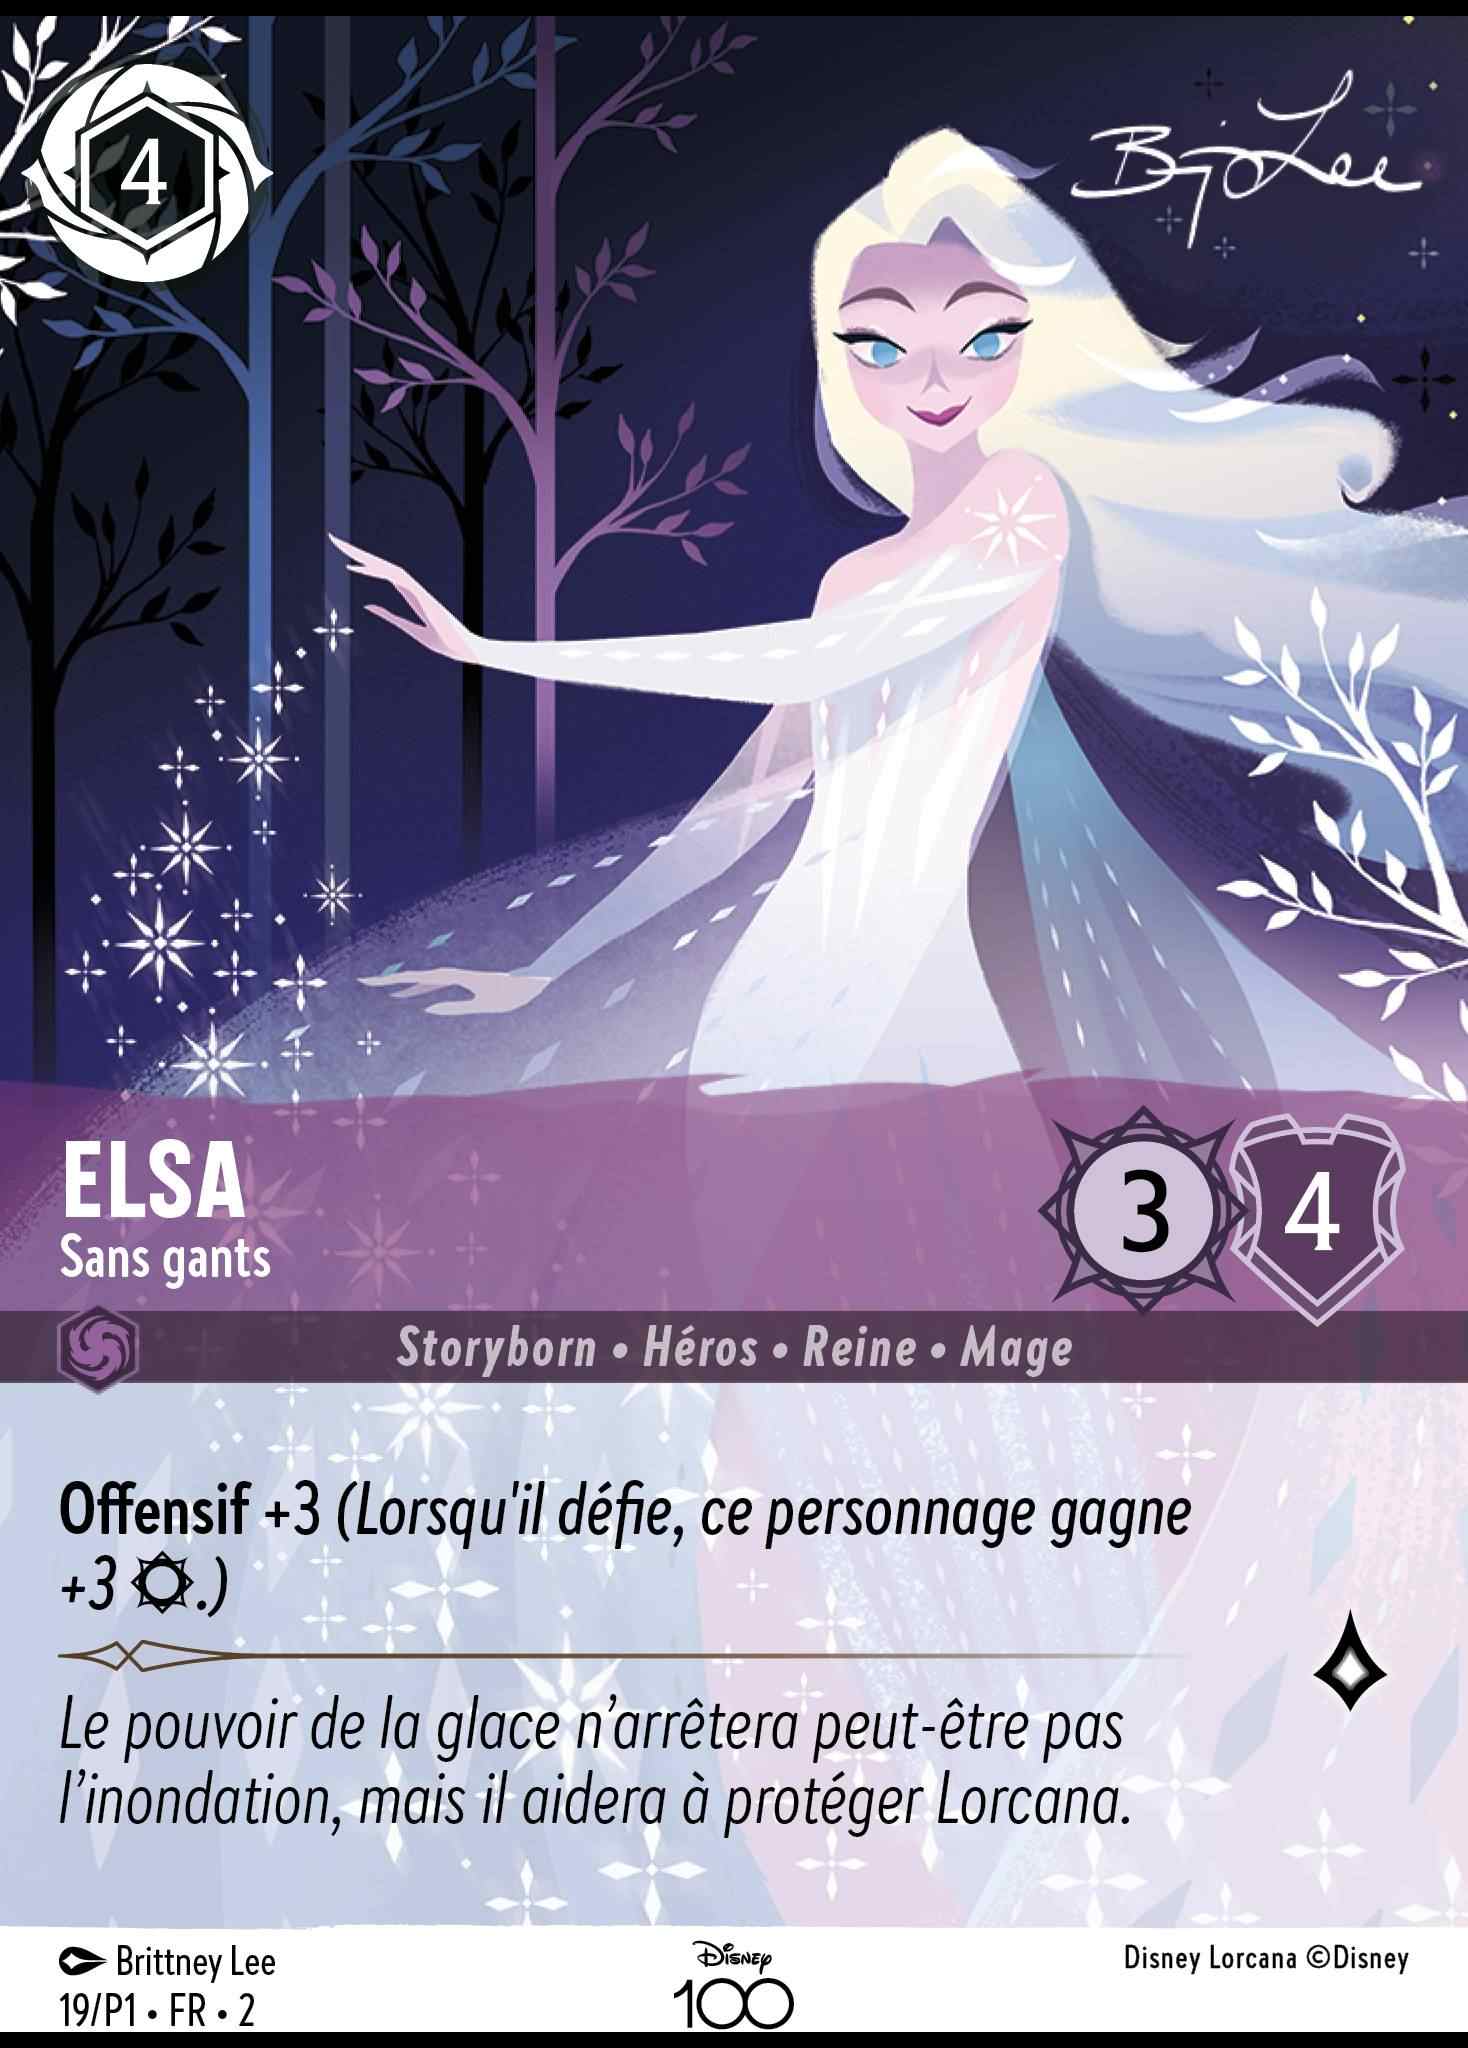 4
B Lee
ELSA
Sans gants
3 4
Storyborn • Héros • Reine • Mage
Offensif +3 (Lorsqu'il défie, ce personnage gagne
+3 .)
Le pouvoir de la glace n’arrêtera peut-être pas
l’inondation, mais il aidera à protéger Lorcana.
Brittney Lee
19/P1 • FR • 2
Disney
100
Disney Lorcana ©Disney